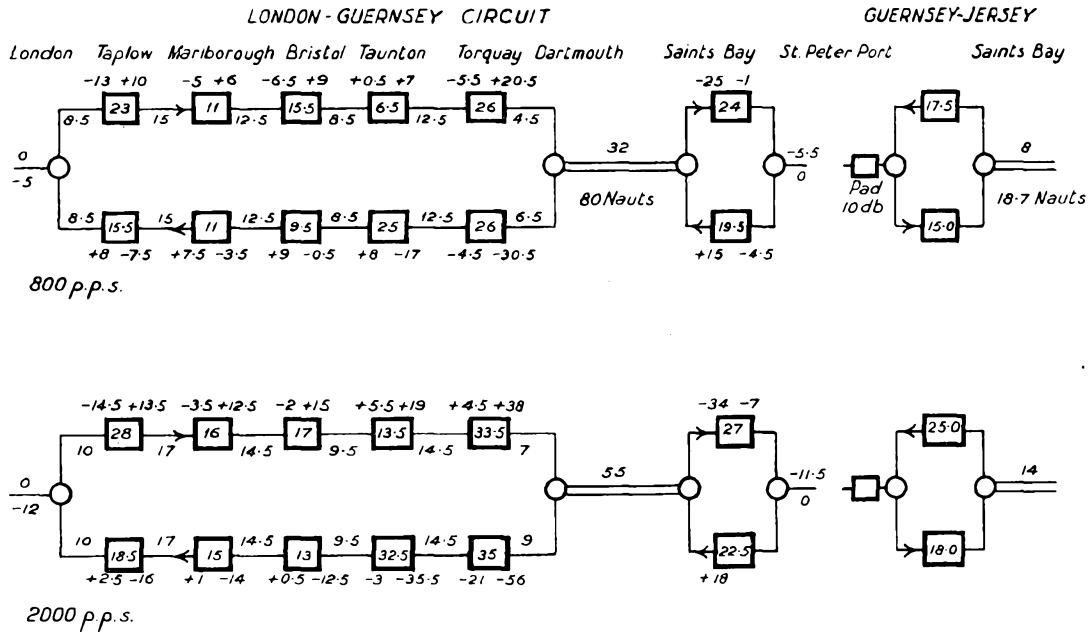 LONDON-GUERNSEY CIRCUIT GUERNSEY-JERSEY
London Taplow Marlborough Bristol Taunton Torquay Dartmouth Saints Bay St. Peter Port Saints Bay
-13 +10 -5 +6 -6.5 +9 +0.5 +7 -5.5 +20.5 -25 -1
23 11 15.5 6.5 26 24 17.5
8.5 15 12.5 8.5 12.5 4.5
0 32 -5.5 8
-5 80 Nauts 0 Pad 10db 18.7 Nauts
8.5 15 12.5 8.5 12.5 6.5
15.5 11 9.5 25 26 19.5 15.0
+8 -7.5 +7.5 -3.5 +9 -0.5 +8 -17 -4.5 -30.5 +15 -4.5
800 p.p.s.
-14.5 +13.5 -3.5 +12.5 -2 +15 +5.5 +19 +4.5 +38 -34 -7
28 16 17 13.5 33.5 27 25.0
10 17 14.5 9.5 14.5 7
0 55 -11.5 14
-12 0
10 17 14.5 9.5 14.5 9
18.5 15 13 32.5 35 22.5 18.0
+2.5 -16 +1 -14 +0.5 -12.5 -3 -35.5 -21 -56 +18
2000 p.p.s.